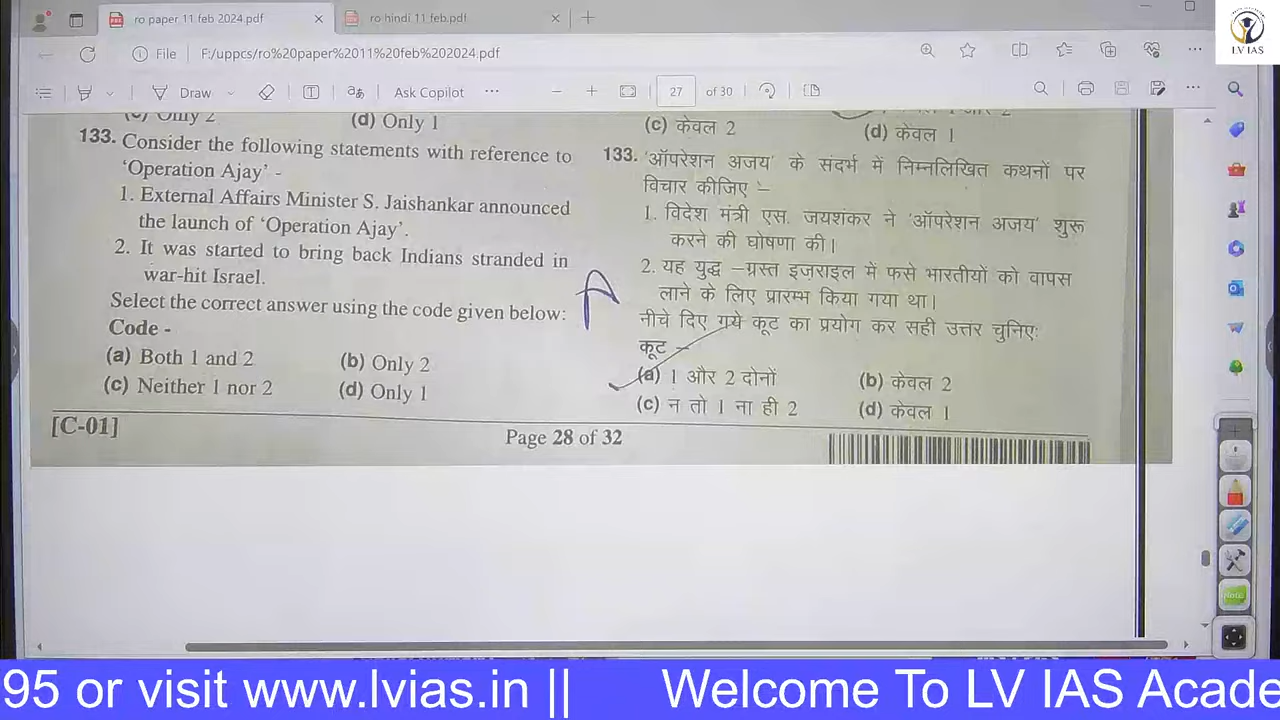 ro paper 11 feb 2024.pdf
ro hindi 11 feb.pdf
File
F:/uppcs/ro%20paper%2011%20feb%202024.pdf
LV IAS
Draw
Ask Copilot
27 of 30
(c) Only 2 (d) Only 1
133. Consider the following statements with reference to
'Operation Ajay' -
1. External Affairs Minister S. Jaishankar announced
the launch of 'Operation Ajay'.
2. It was started to bring back Indians stranded in
war-hit Israel.
Select the correct answer using the code given below:
Code -
(a) Both 1 and 2 (b) Only 2
(c) Neither 1 nor 2 (d) Only 1
A
(c) केवल 2 (d) केवल 1
133. 'ऑपरेशन अजय' के संदर्भ में निम्नलिखित कथनों पर
विचार कीजिए :-
1. विदेश मंत्री एस. जयशंकर ने 'ऑपरेशन अजय' शुरू
करने की घोषणा की।
2. यह युद्ध –ग्रस्त इज़राइल में फसे भारतीयों को वापस
लाने के लिए प्रारम्भ किया गया था।
नीचे दिए गये कूट का प्रयोग कर सही उत्तर चुनिएः
कूट –
(a) 1 और 2 दोनों (b) केवल 2
(c) न तो 1 ना ही 2 (d) केवल 1
[C-01]
Page 28 of 32
95 or visit www.lvias.in || Welcome To LV IAS Acade